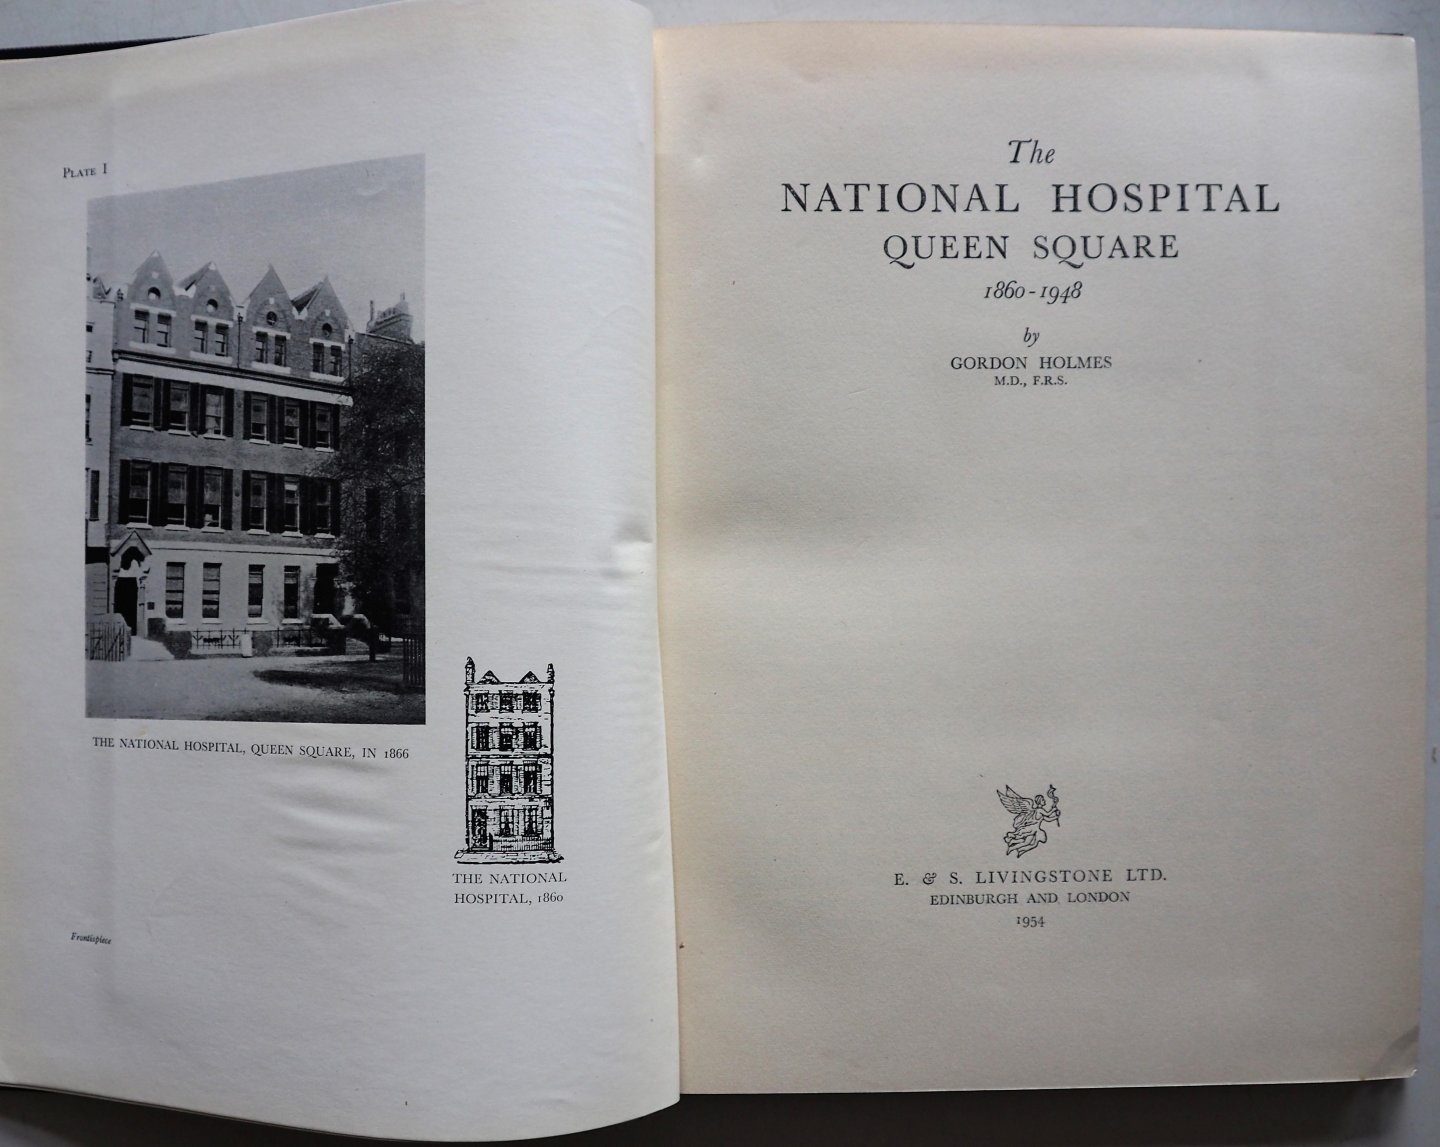 PLATE I
THE NATIONAL HOSPITAL, QUEEN SQUARE, IN 1866
THE NATIONAL
HOSPITAL, 1860
Frontispiece
The
NATIONAL HOSPITAL
QUEEN SQUARE
1860-1948
by
GORDON HOLMES
M.D., F.R.S.
E. & S. LIVINGSTONE LTD.
EDINBURGH AND LONDON
1954